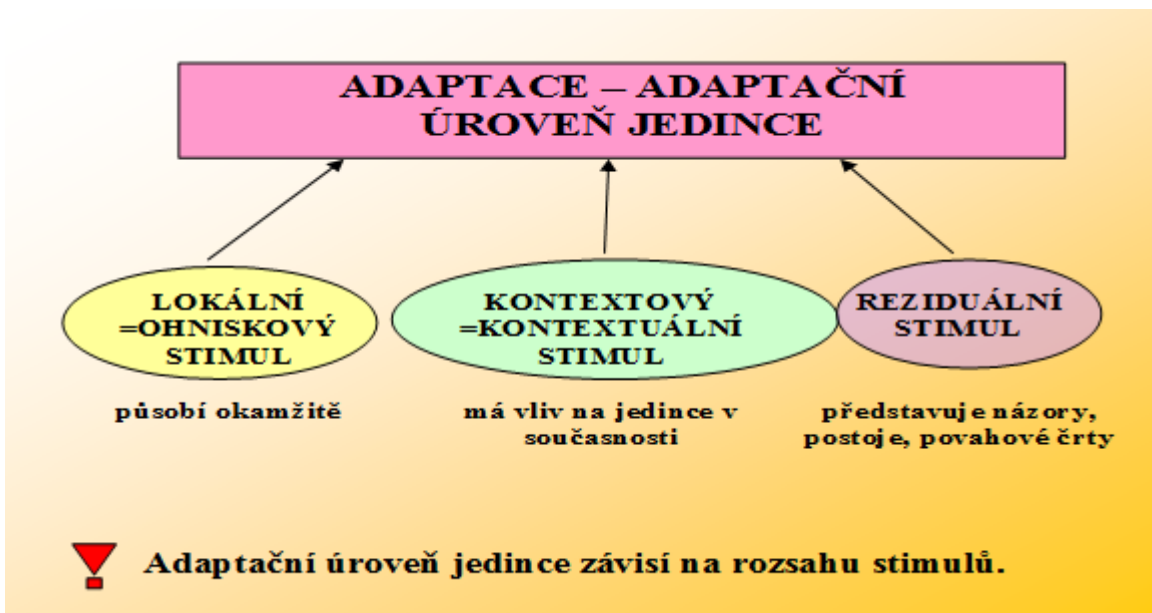 ADAPTACE – ADAPTAČNÍ
ÚROVEŇ JEDINCE
LOKÁLNÍ
=OHNISKOVÝ
STIMUL
KONTEXTOVÝ
=KONTEXTUÁLNÍ
STIMUL
REZIDUÁLNÍ
STIMUL
působí okamžitě
má vliv na jedince v
současnosti
představuje názory,
postoje, povahové črty
Adaptační úroveň jedince závisí na rozsahu stimulů.